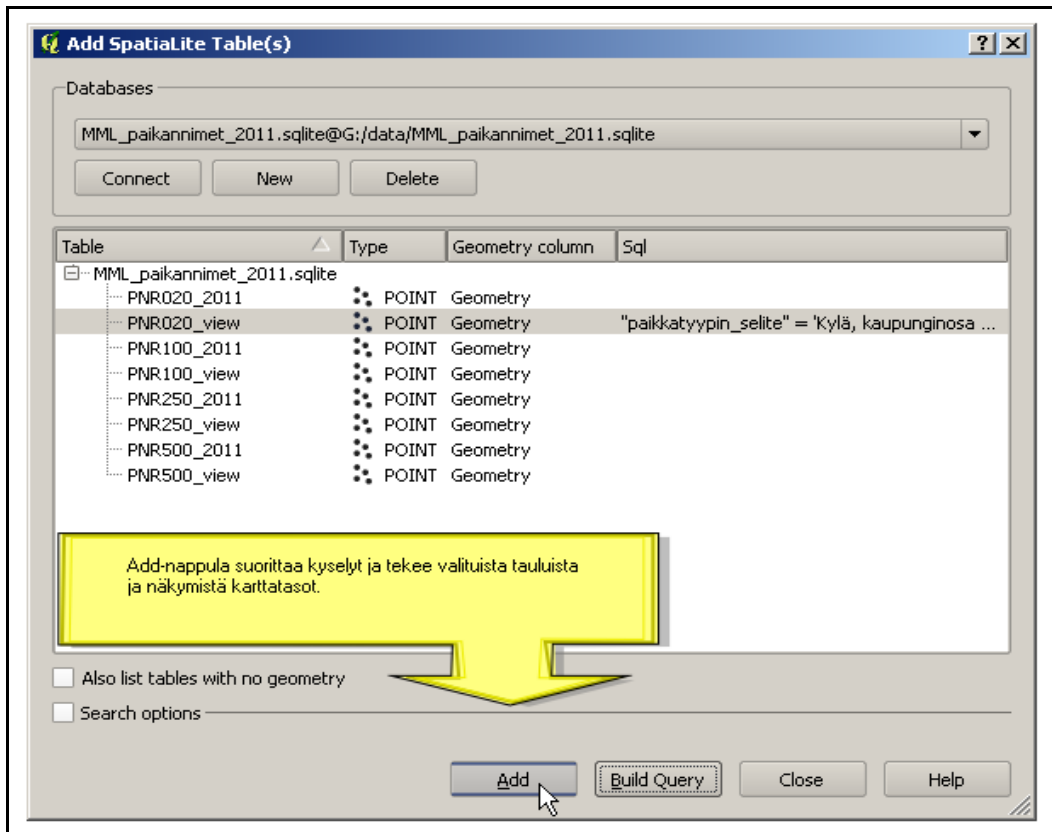 Add SpatiaLite Table(s)
Databases
MML_paikannimet_2011.sqlite@G:/data/MML_paikannimet_2011.sqlite
Connect New Delete
Table Type Geometry column Sql
MML_paikannimet_2011.sqlite
PNR020_2011 POINT Geometry
PNR020_view POINT Geometry "paikkatyypin_selite" = 'Kylä, kaupunginosa ...
PNR100_2011 POINT Geometry
PNR100_view POINT Geometry
PNR250_2011 POINT Geometry
PNR250_view POINT Geometry
PNR500_2011 POINT Geometry
PNR500_view POINT Geometry
Add-nappula suorittaa kyselyt ja tekee valituista tauluista
ja näkymistä karttatasot.
Also list tables with no geometry
Search options
Add Build Query Close Help